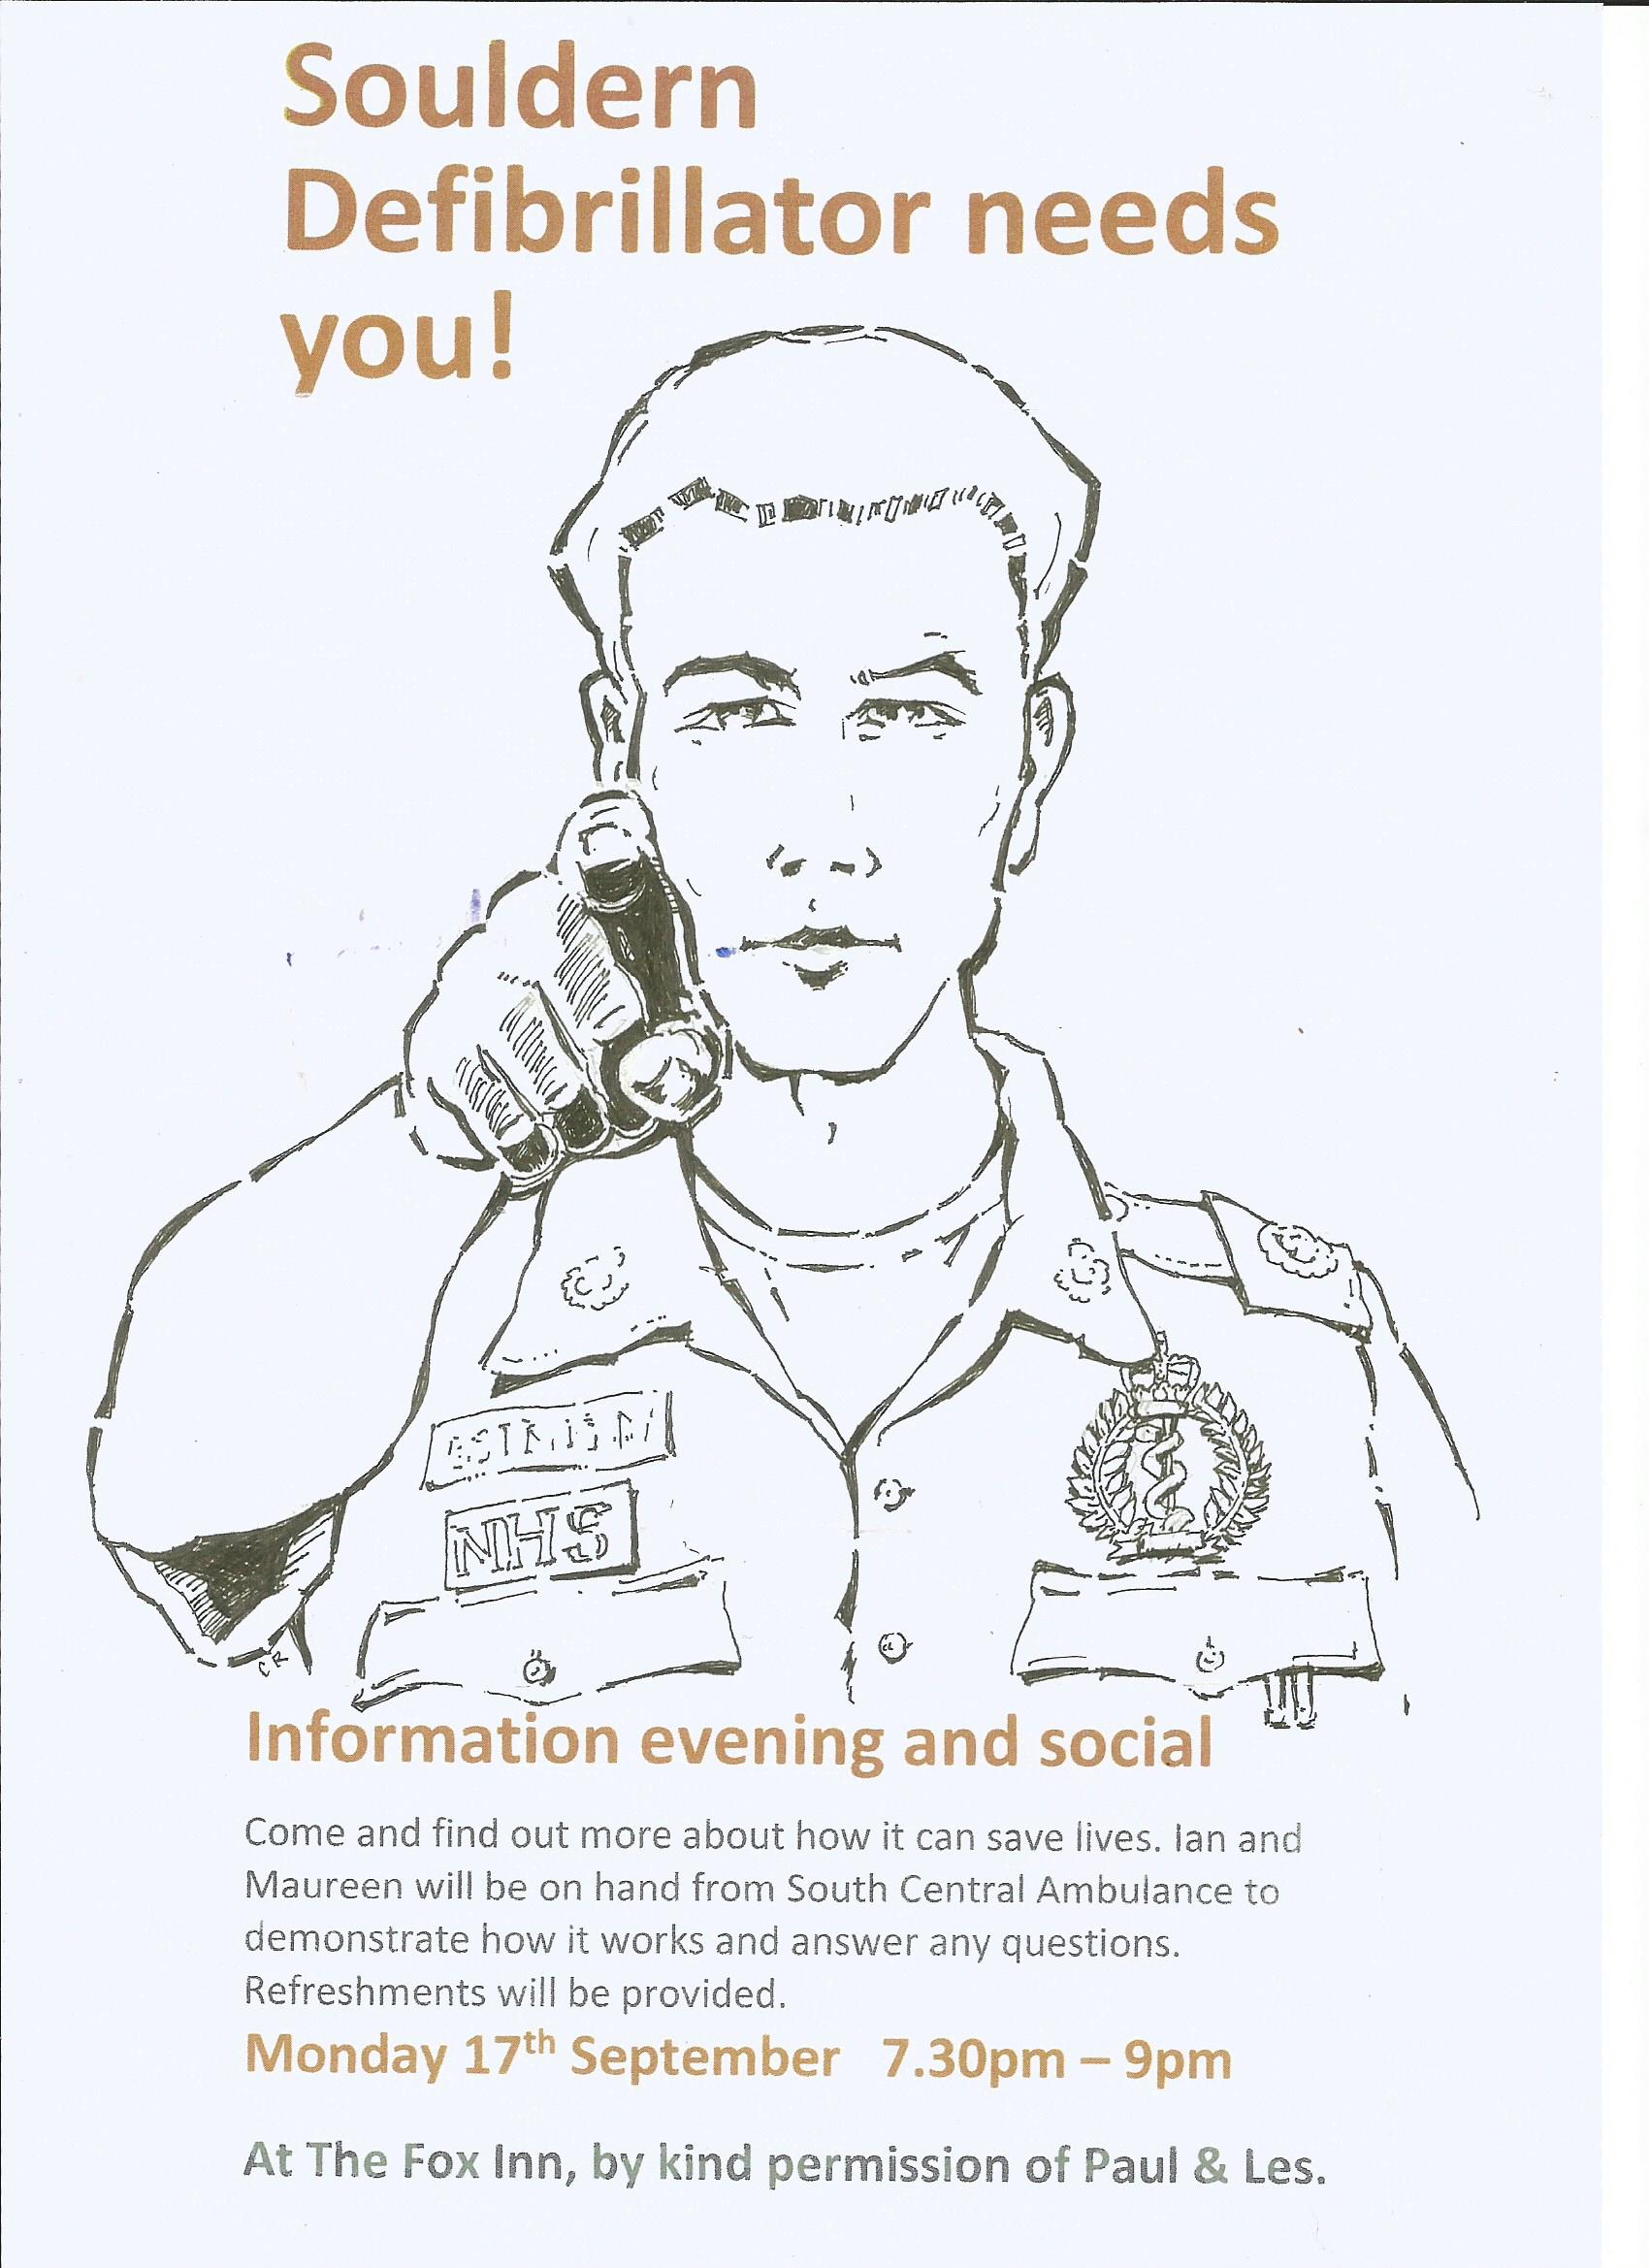 Souldern
Defibrillator needs
you!
NHS
CR
Information evening and social
Come and find out more about how it can save lives. Ian and
Maureen will be on hand from South Central Ambulance to
demonstrate how it works and answer any questions.
Refreshments will be provided.
Monday 17th September 7.30pm – 9pm
At The Fox Inn, by kind permission of Paul & Les.